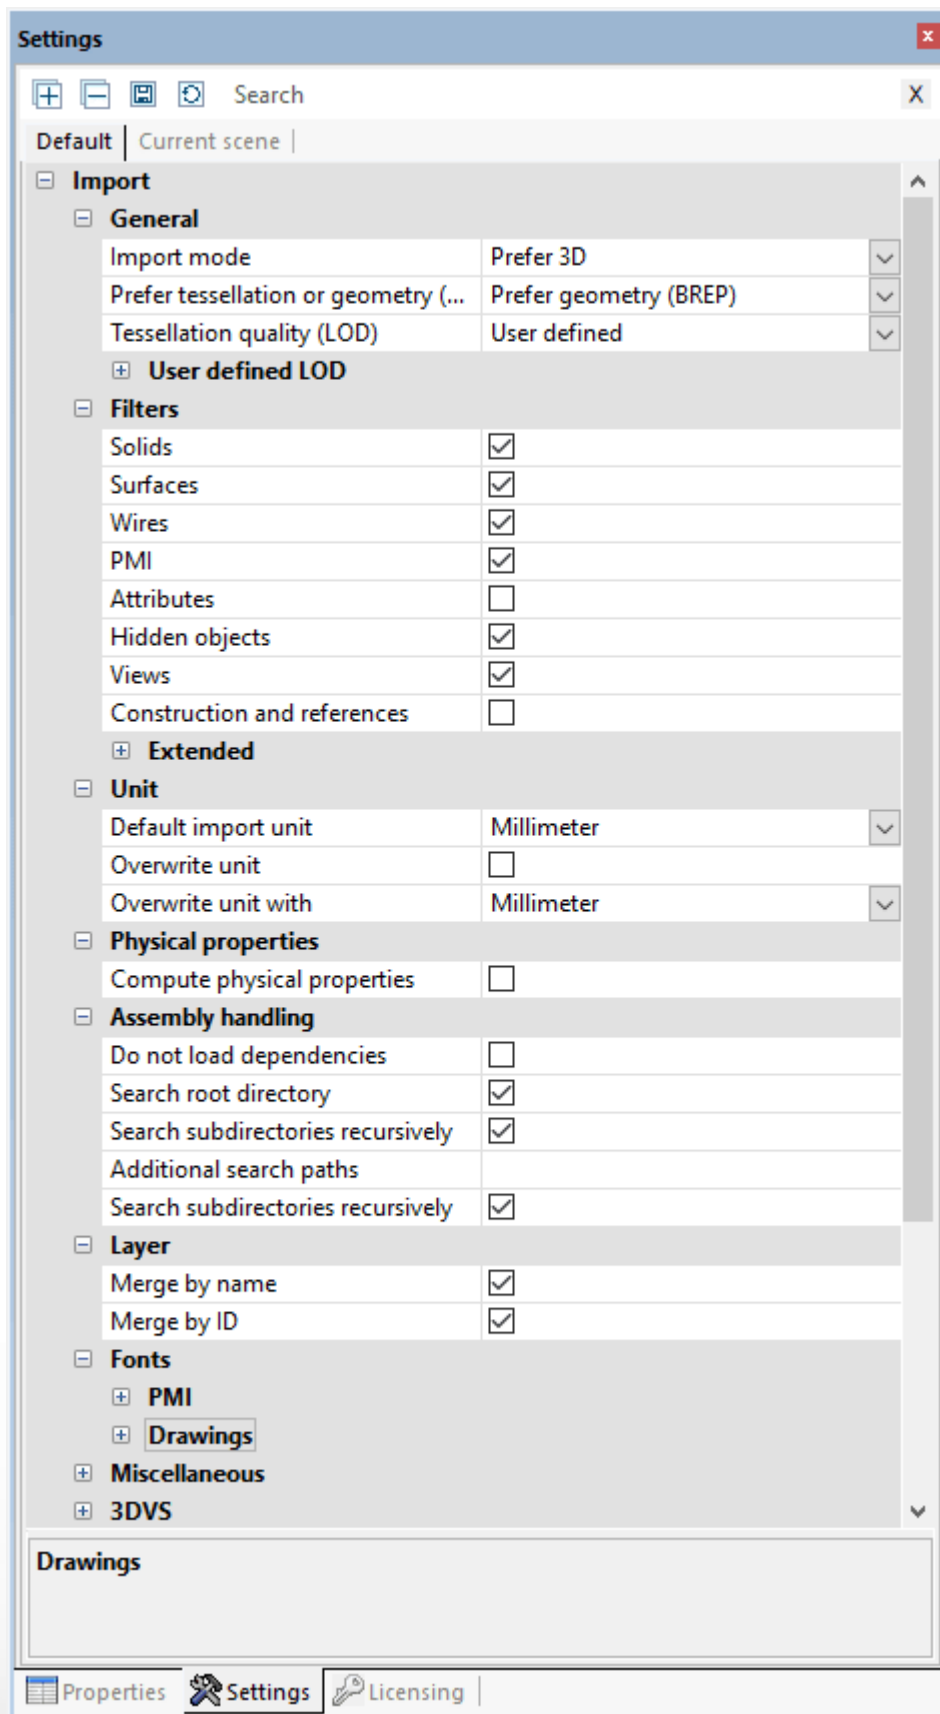 Settings
Search X
Default Current scene
Import
General
Import mode Prefer 3D
Prefer tessellation or geometry (... Prefer geometry (BREP)
Tessellation quality (LOD) User defined
User defined LOD
Filters
Solids
Surfaces
Wires
PMI
Attributes
Hidden objects
Views
Construction and references
Extended
Unit
Default import unit Millimeter
Overwrite unit
Overwrite unit with Millimeter
Physical properties
Compute physical properties
Assembly handling
Do not load dependencies
Search root directory
Search subdirectories recursively
Additional search paths
Search subdirectories recursively
Layer
Merge by name
Merge by ID
Fonts
PMI
Drawings
Miscellaneous
3DVS
Drawings
Properties Settings Licensing